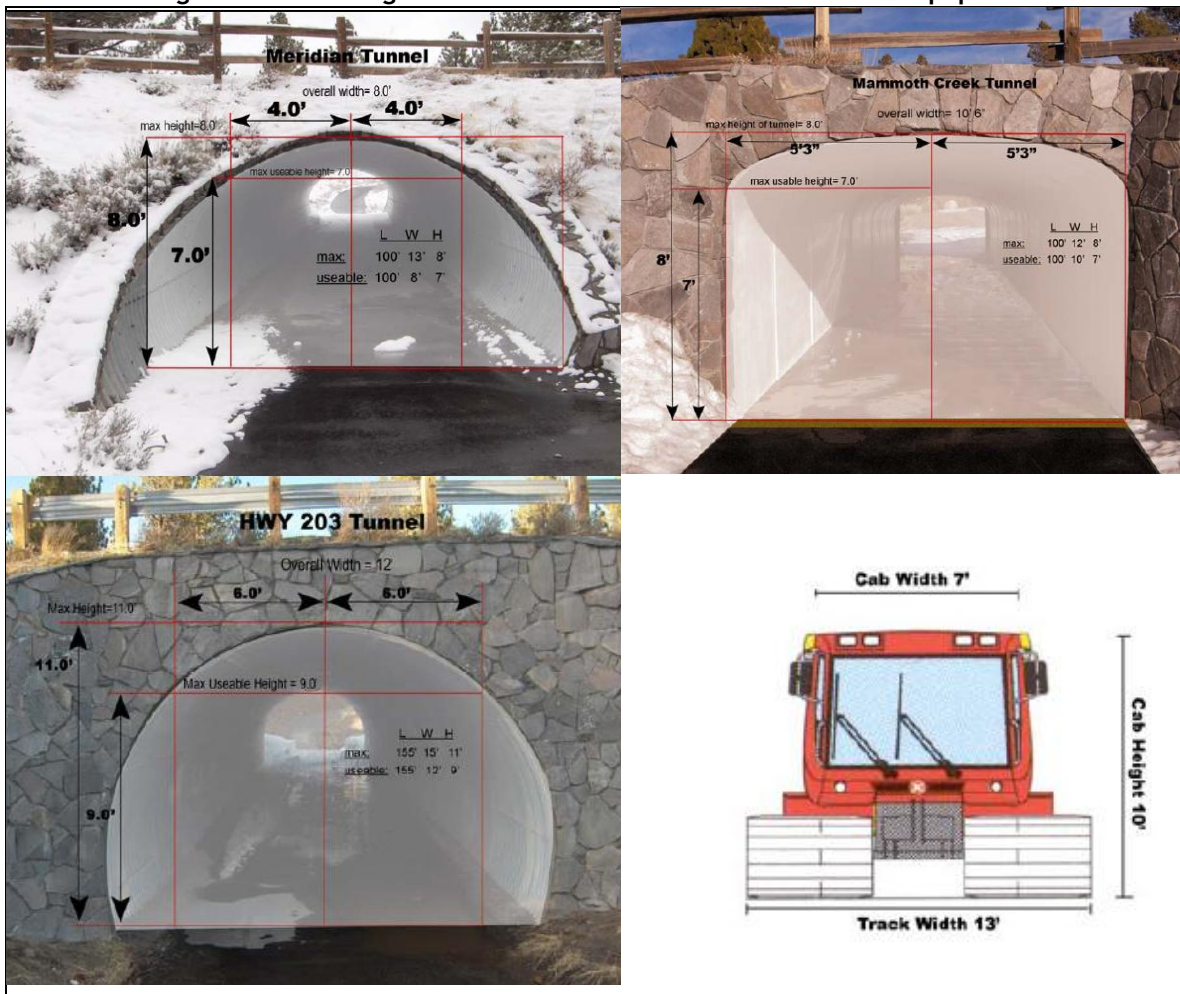 Meridian Tunnel
overall width= 8.0'
4.0' 4.0'
max height=8.0'
max useable height= 7.0'
8.0'
7.0'
L W H
max: 100' 13' 8'
useable: 100' 8' 7'
Mammoth Creek Tunnel
overall width= 10' 6"
max height of tunnel= 8.0'
5'3" 5'3"
max usable height= 7.0'
8'
7'
L W H
max: 100' 12' 8'
useable: 100' 10' 7'
HWY 203 Tunnel
Overall Width = 12'
6.0' 6.0'
Max Height=11.0'
11.0'
Max Useable Height = 9.0'
9.0'
L W H
max: 155' 15' 11'
useable: 155' 12' 9'
Cab Width 7'
Cab Height 10'
Track Width 13'